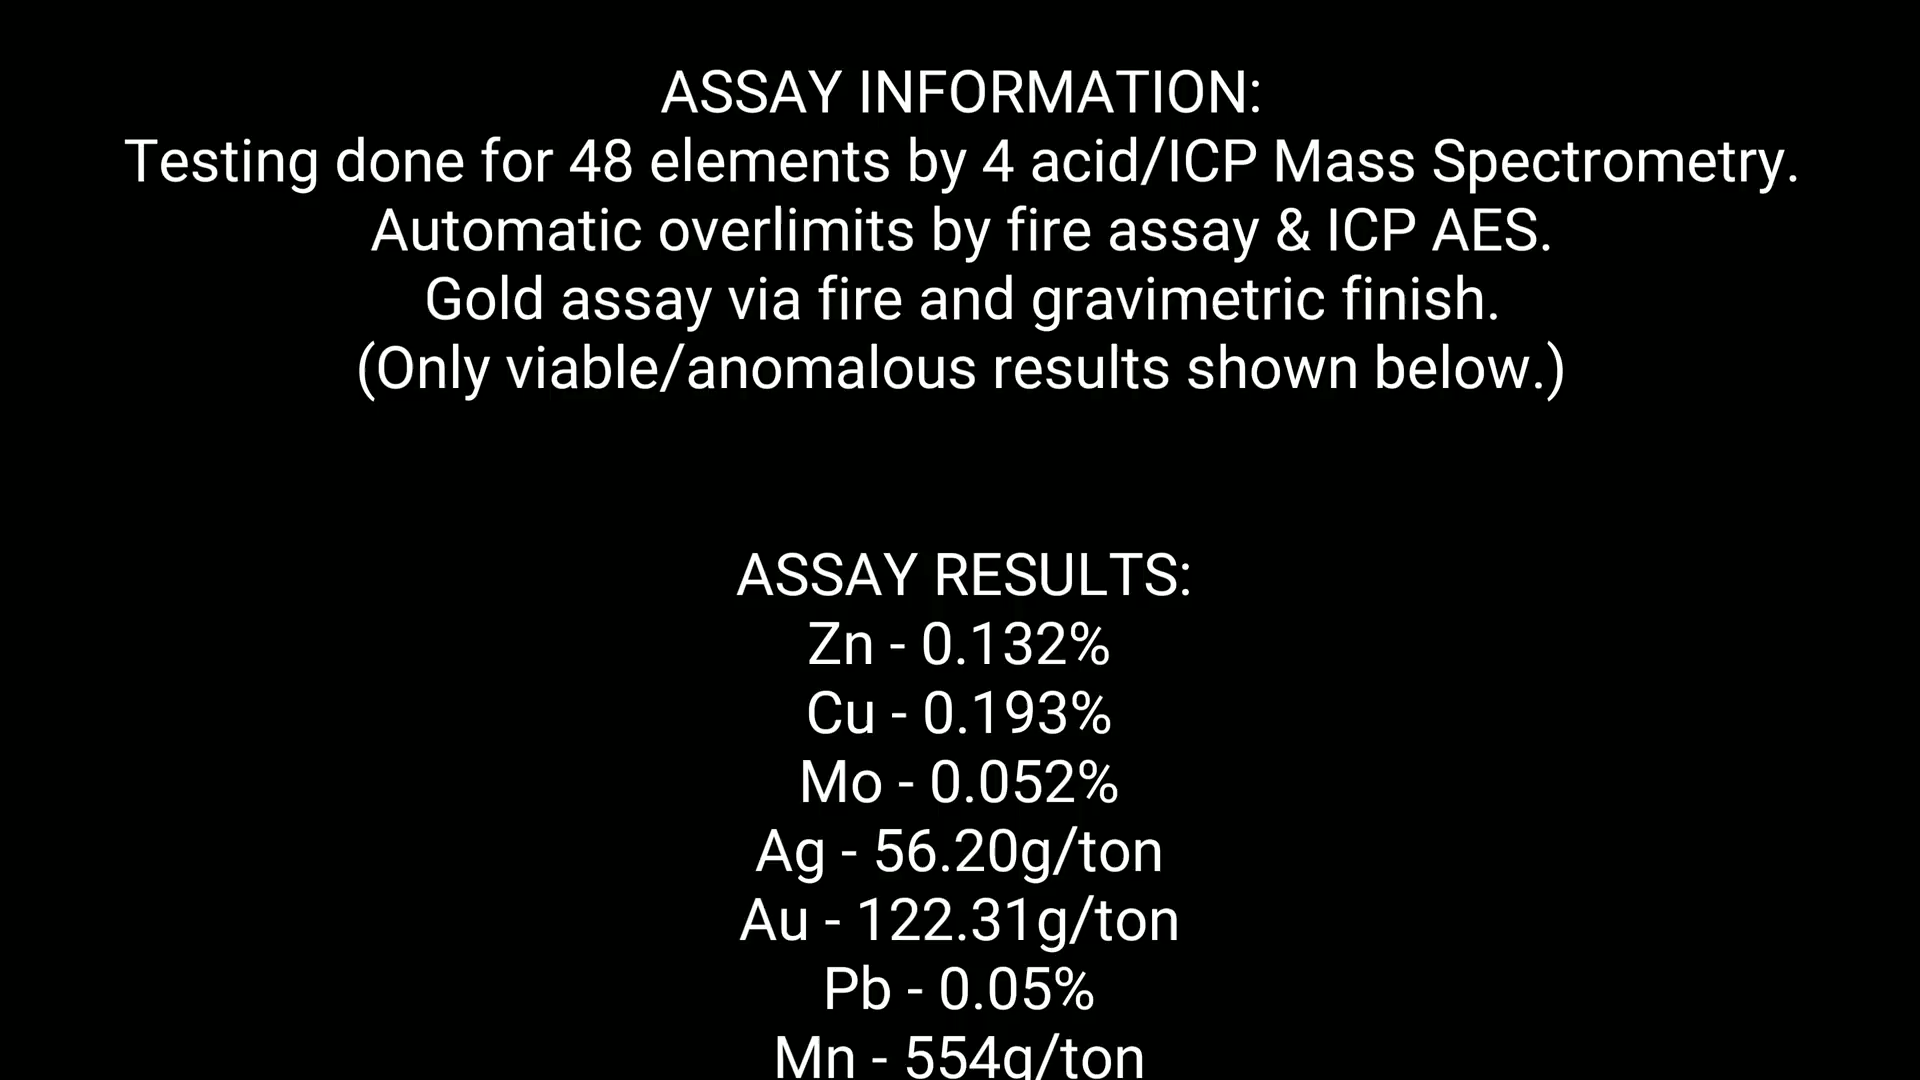 ASSAY INFORMATION:
Testing done for 48 elements by 4 acid/ICP Mass Spectrometry.
Automatic overlimits by fire assay & ICP AES.
Gold assay via fire and gravimetric finish.
(Only viable/anomalous results shown below.)
ASSAY RESULTS:
Zn - 0.132%
Cu - 0.193%
Mo - 0.052%
Ag - 56.20g/ton
Au - 122.31g/ton
Pb - 0.05%
Mn - 554g/ton